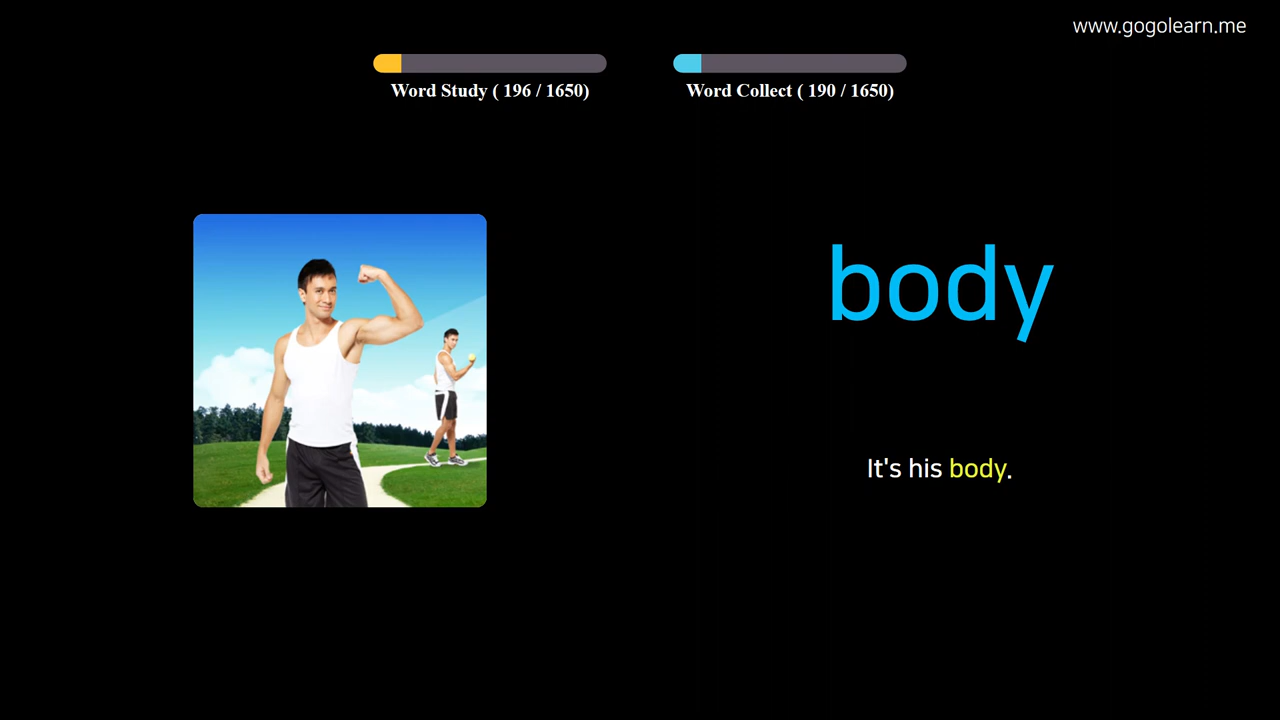 www.gogolearn.me
Word Study ( 196 / 1650)
Word Collect ( 190 / 1650)
body
It's his body.